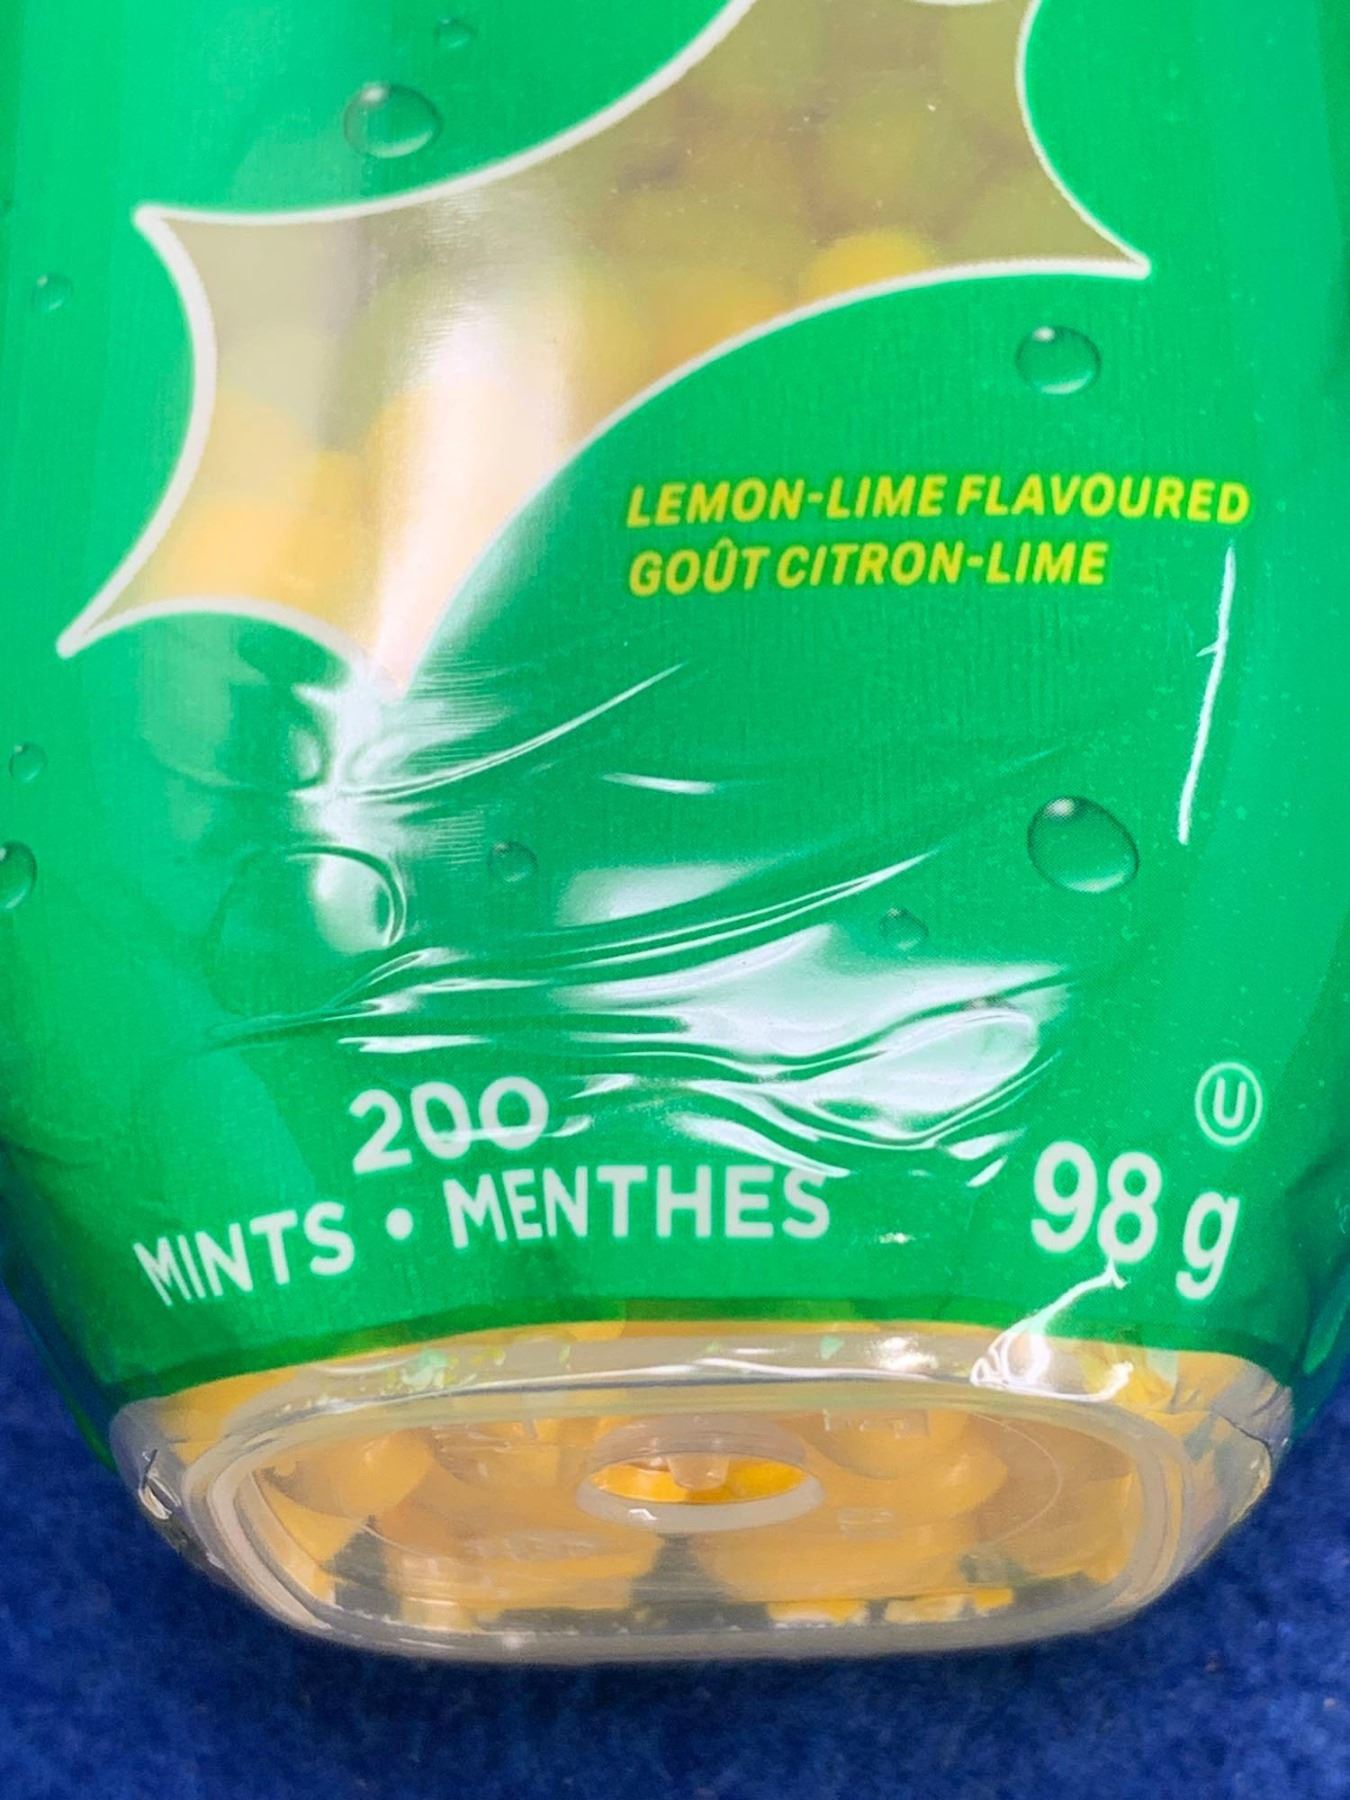 LEMON-LIME FLAVOURED
GOÛT CITRON-LIME
200
MINTS • MENTHES
U
98 g